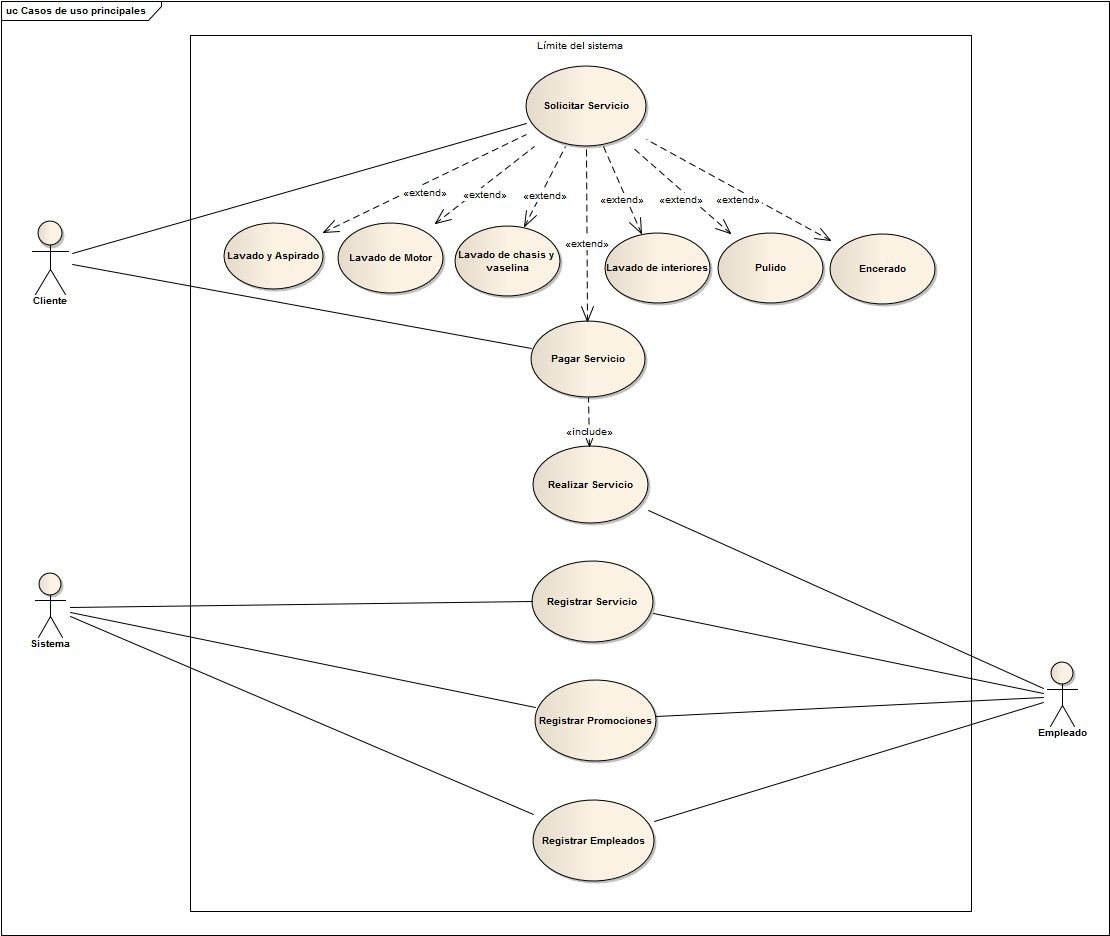 uc Casos de uso principales
Límite del sistema
Solicitar Servicio
«extend»
«extend»
«extend»
«extend»
«extend»
«extend»
«extend»
Lavado y Aspirado
Lavado de Motor
Lavado de chasis y
vaselina
Lavado de interiores
Pulido
Encerado
Cliente
Pagar Servicio
«include»
Realizar Servicio
Sistema
Registrar Servicio
Registrar Promociones
Empleado
Registrar Empleados